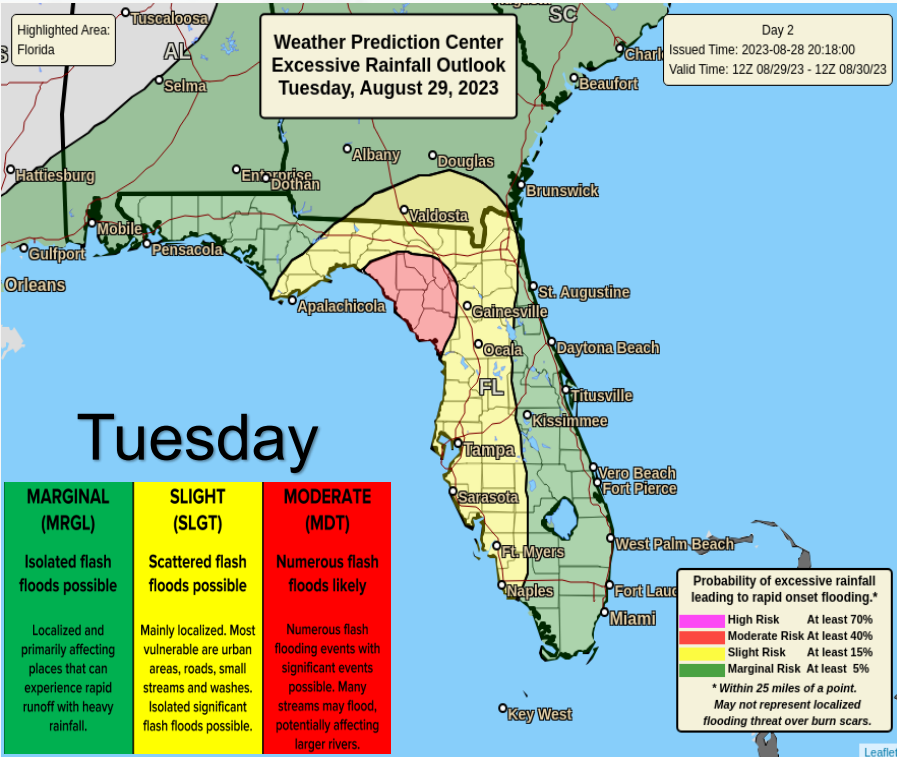 Highlighted Area:
Florida
Weather Prediction Center
Excessive Rainfall Outlook
Tuesday, August 29, 2023
Day 2
Issued Time: 2023-08-28 20:18:00
Valid Time: 12Z 08/29/23 - 12Z 08/30/23
Tuscaloosa
SC
AL
Charl
Selma
Beaufort
Albany
Douglas
Hattiesburg
Enterprise
Dothan
Brunswick
Valdosta
Mobile
Pensacola
Gulfport
Orleans
Apalachicola
St. Augustine
Gainesville
Ocala
Daytona Beach
FL
Titusville
Kissimmee
Tampa
Vero Beach
Fort Pierce
Sarasota
West Palm Beach
Ft. Myers
Naples
Fort Laud
Miami
Key West
Tuesday
MARGINAL
(MRGL)
Isolated flash
floods possible
Localized and
primarily affecting
places that can
experience rapid
runoff with heavy
rainfall.
SLIGHT
(SLGT)
Scattered flash
floods possible
Mainly localized. Most
vulnerable are urban
areas, roads, small
streams and washes.
Isolated significant
flash floods possible.
MODERATE
(MDT)
Numerous flash
floods likely
Numerous flash
flooding events with
significant events
possible. Many
streams may flood,
potentially affecting
larger rivers.
Probability of excessive rainfall
leading to rapid onset flooding.*
High Risk At least 70%
Moderate Risk At least 40%
Slight Risk At least 15%
Marginal Risk At least 5%
* Within 25 miles of a point.
May not represent localized
flooding threat over burn scars.
Leaflet